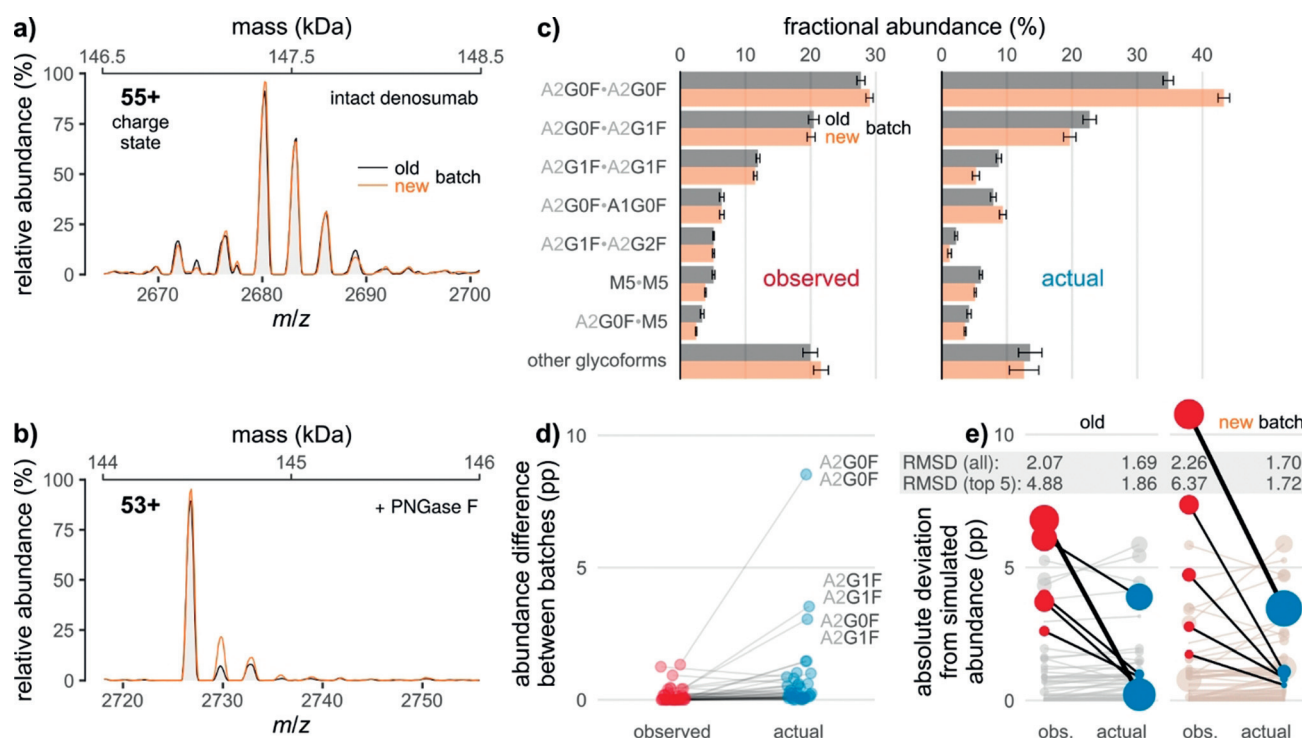 a)
mass (kDa)
146.5 147.5 148.5
relative abundance (%)
100
75
50
25
0
55+
charge
state
intact denosumab
old
new
batch
2670 2680 2690 2700
m/z
b)
mass (kDa)
144 145 146
relative abundance (%)
100
75
50
25
0
53+
+ PNGase F
2720 2730 2740 2750
m/z
c)
fractional abundance (%)
0 10 20 30
0 10 20 30 40
A2G0F•A2G0F
A2G0F•A2G1F
A2G1F•A2G1F
A2G0F•A1G0F
A2G1F•A2G2F
M5•M5
A2G0F•M5
other glycoforms
old
new
batch
observed
actual
d)
abundance difference
between batches (pp)
10
5
0
A2G0F
A2G0F
A2G1F
A2G1F
A2G0F
A2G1F
observed actual
e)
old new batch
10
RMSD (all): 2.07 1.69 2.26 1.70
RMSD (top 5): 4.88 1.86 6.37 1.72
absolute deviation
from simulated
abundance (pp)
5
0
obs. actual obs. actual